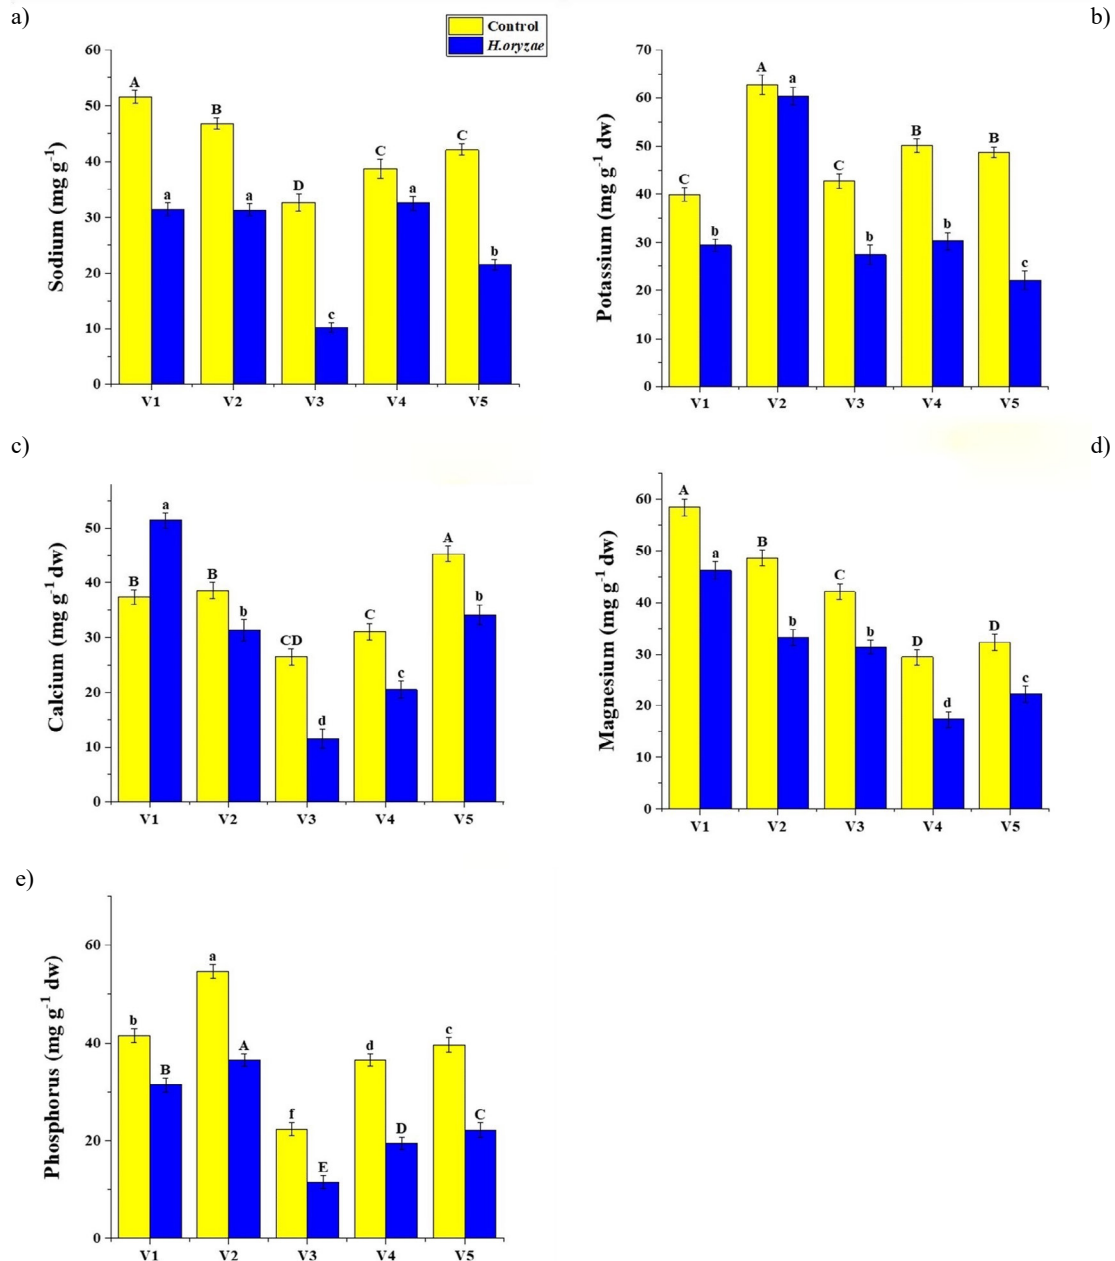 a)
Control
H.oryzae
b)
60
50
40
30
20
10
0
Sodium (mg g-1)
A
a
B
a
D
c
C
a
C
b
V1 V2 V3 V4 V5
70
60
50
40
30
20
10
0
Potassium (mg g-1 dw)
C
b
A
a
C
b
B
b
B
c
V1 V2 V3 V4 V5
c)
d)
50
40
30
20
10
0
Calcium (mg g-1 dw)
B
a
B
b
CD
d
C
c
A
b
V1 V2 V3 V4 V5
60
50
40
30
20
10
0
Magnesium (mg g-1 dw)
A
a
B
b
C
b
D
d
D
c
V1 V2 V3 V4 V5
e)
60
40
20
0
Phosphorus (mg g-1 dw)
b
B
a
A
f
E
d
D
c
C
V1 V2 V3 V4 V5